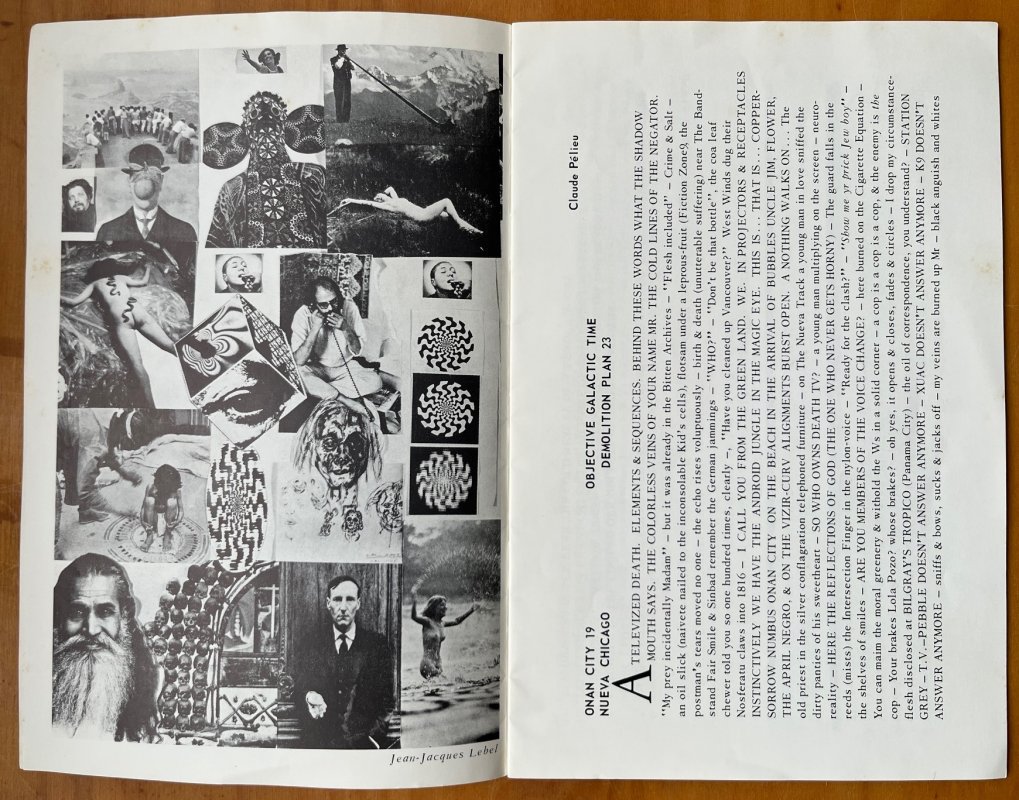 Jean-Jacques Lebel
Claude Pélieu
ONAN CITY 19
NUEVA CHICAGO
OBJECTIVE GALACTIC TIME
DEMOLITION PLAN 23
A TELEVIZED DEATH. ELEMENTS & SEQUENCES. BEHIND THESE WORDS WHAT THE SHADOW
MOUTH SAYS. THE COLORLESS VEINS OF YOUR NAME MR. THE COLD LINES OF THE NEGATOR.
“My prey incidentally Madam” – but it was already in the Bitten Archives – “Flesh included” – Crime & Salt –
an oil slick (naivete nailed to the inconsolable Kid's cells), flotsam under a leprous-fruit (Fiction Zone), the
postman's tears moved no one – the echo rises voluptuously – birth & death (unutterable suffering) near The Band-
stand Fair Smile & Sinbad remember the German jammings – “WHO?” – “Don't be that bottle”, the coa leaf
chewer told you so one hundred times, clearly –, “Have you cleaned up Vancouver?” West Winds dug their
Nosferatu claws into 1816 – I CALL YOU FROM THE GREEN LAND. WE. IN PROJECTORS & RECEPTACLES
INSTINCTIVELY WE HAVE THE ANDROID JUNGLE IN THE MAGIC EYE. THIS IS... THAT IS.... COPPER-
SORROW NUMBUS ONAN CITY ON THE BEACH IN THE ARRIVAL OF BUBBLES UNCLE JIM, FLOWER,
THE APRIL NEGRO, & ON THE VIZIR-CURV ALIGNMENTS BURST OPEN. A NOTHING WALKS ON... The
old priest in the silver conflagration telephoned furniture – on The Nueva Track a young man in love sniffed the
dirty panties of his sweetheart – SO WHO OWNS DEATH TV? – a young man multiplying on the screen – neuro-
reality – HERE THE REFLECTIONS OF GOD (THE ONE WHO NEVER GETS HORNY) The guard falls in the
reeds (mists) the Intersection Finger in the nylon-voice – “Ready for the clash?” – “Show me yr prick Jew boy” –
the shelves of smiles – ARE YOU MEMBERS OF THE VOICE CHANGE? – here burned on the Cigarette Equation –
You can maim the moral greenery & withold the Ws in a solid corner – a cop is a cop, & the enemy is the
cop – Your brakes Lola Pozo? whose brakes? – oh yes, it opens & closes, fades & circles – I drop my circumstance-
flesh disclosed at BILGRAY'S TROPICO (Panama City) – the oil of correspondence, you understand? – STATION
GREY – T.V.–PEBBLE DOESN'T ANSWER ANYMORE – XUAC DOESN'T ANSWER ANYMORE – K9 DOESN'T
ANSWER ANYMORE – sniffs & bows, sucks & jacks off – my veins are burned up Mr – black anguish and whites